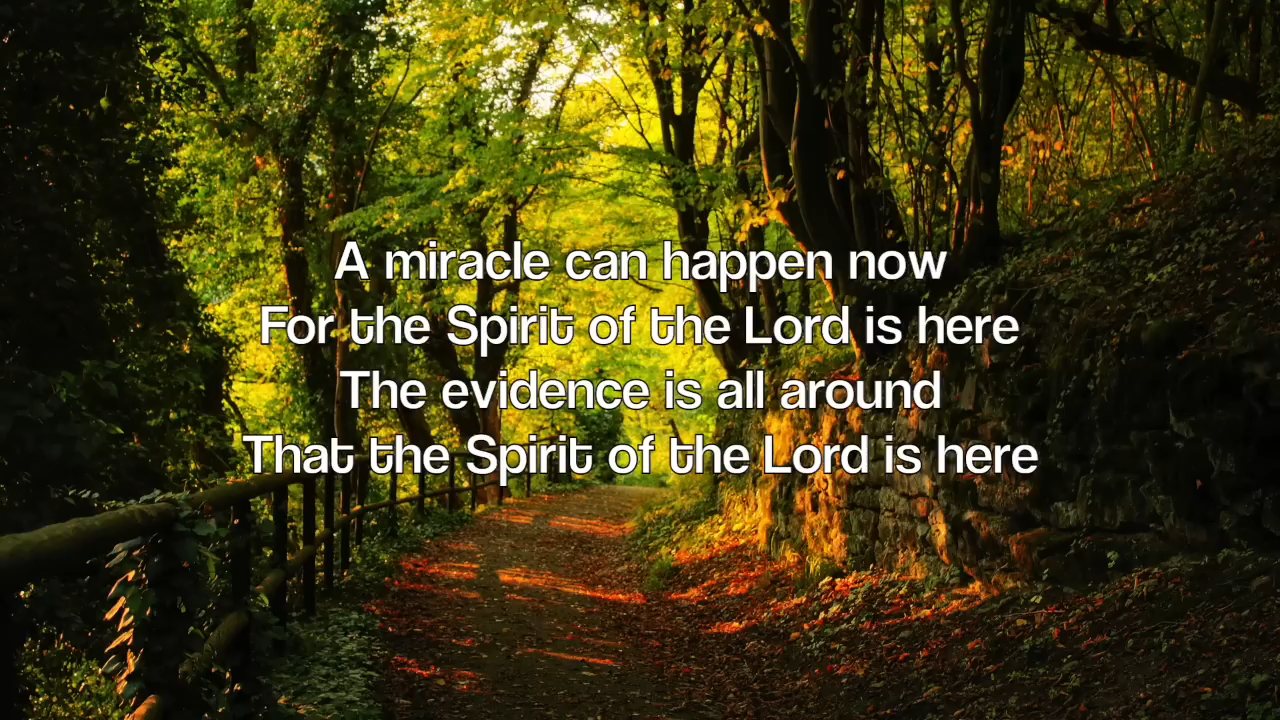 A miracle can happen now
For the Spirit of the Lord is here
The evidence is all around
That the Spirit of the Lord is here